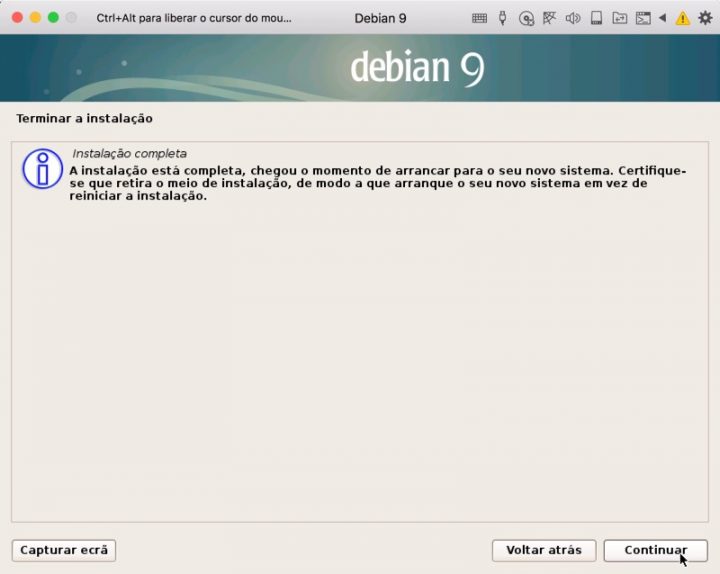 Ctrl+Alt para liberar o cursor do mou... Debian 9
debian 9
Terminar a instalação
Instalação completa
A instalação está completa, chegou o momento de arrancar para o seu novo sistema. Certifique-
se que retira o meio de instalação, de modo a que arranque o seu novo sistema em vez de
reiniciar a instalação.
Capturar ecrã Voltar atrás Continuar